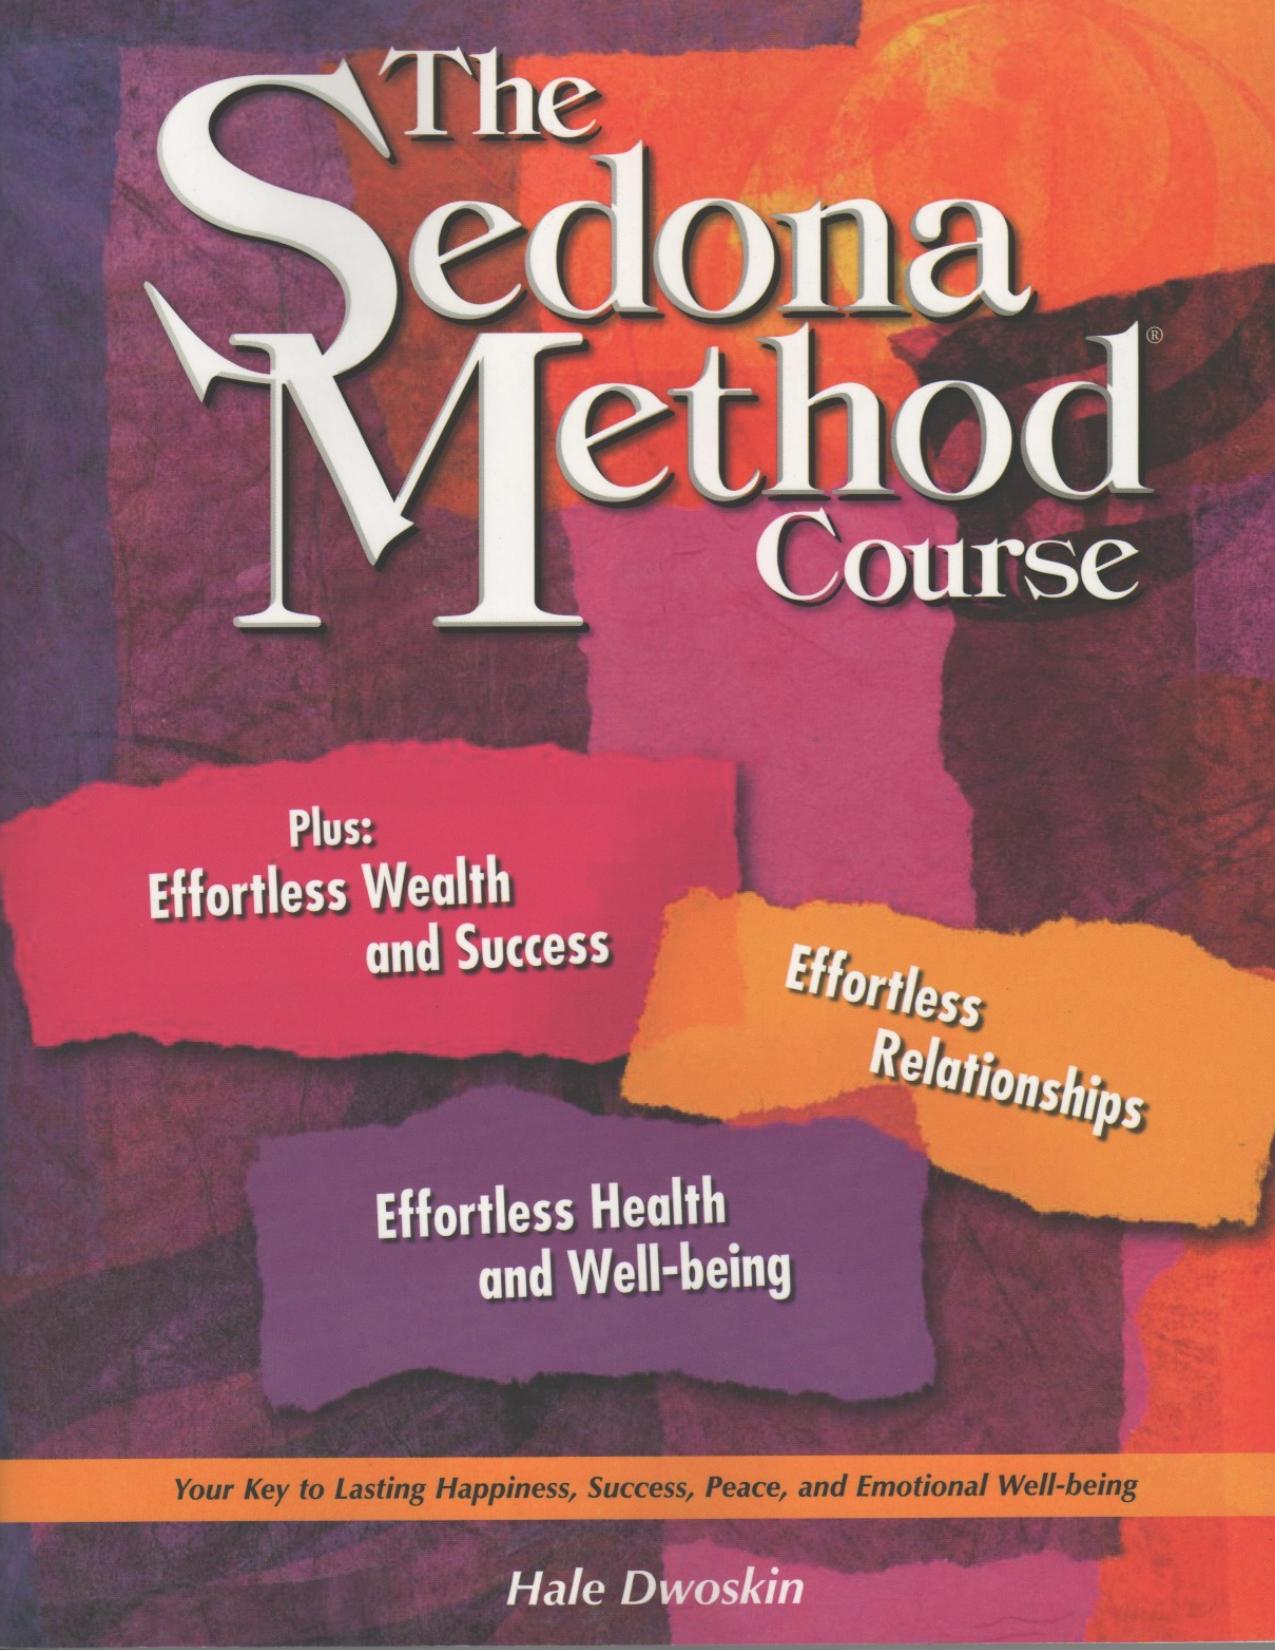 The
Sedona
Method®
Course
Plus:
Effortless Wealth
and Success
Effortless
Relationships
Effortless Health
and Well-being
Your Key to Lasting Happiness, Success, Peace, and Emotional Well-being
Hale Dwoskin